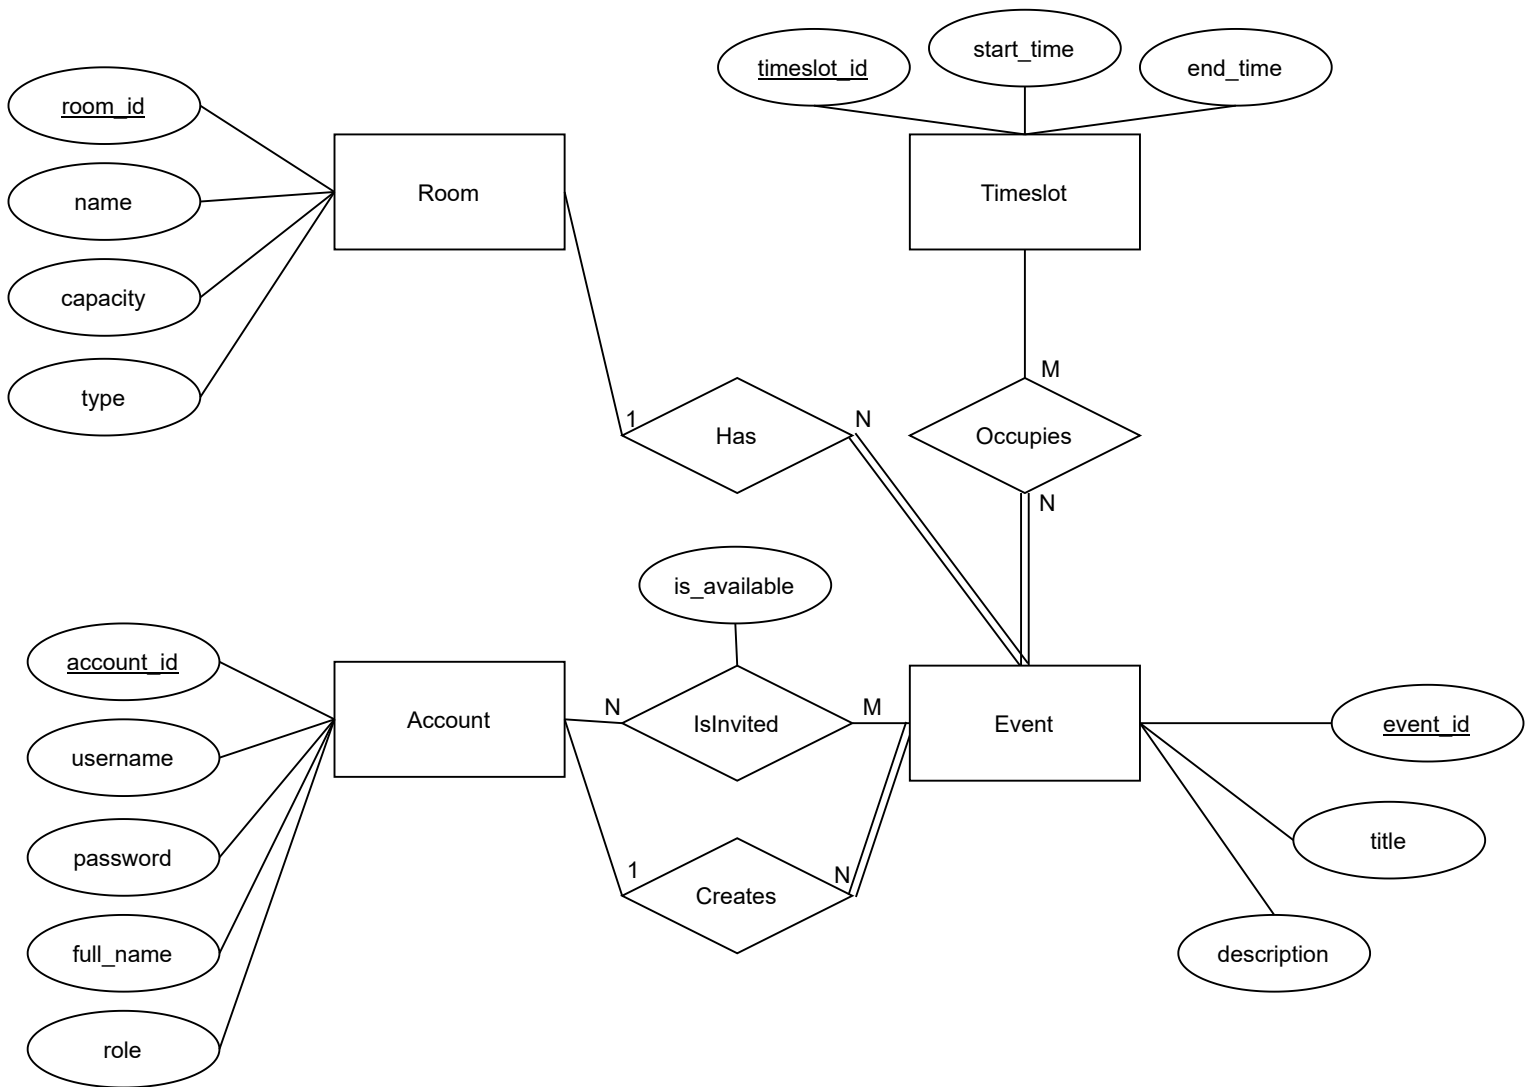 timeslot_id
start_time
end_time
room_id
name
capacity
type
Room
Timeslot
1
Has
N
M
Occupies
N
is_available
account_id
username
password
full_name
role
Account
N
IsInvited
M
Event
1
Creates
N
event_id
title
description